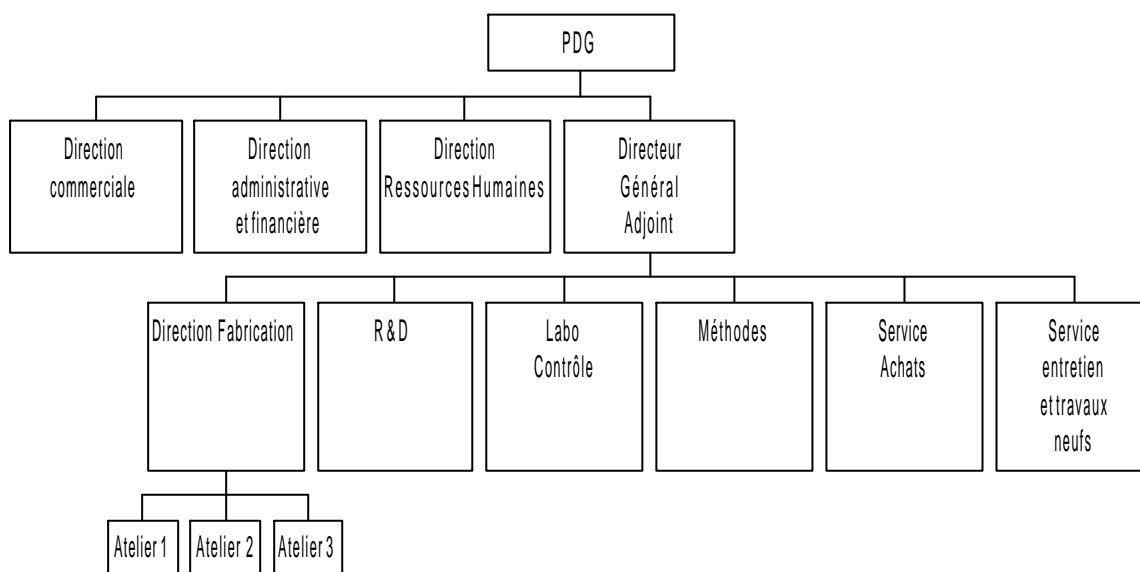 PDG
Direction
commerciale
Direction
administrative
et financière
Direction
Ressources Humaines
Directeur
Général
Adjoint
Direction Fabrication
R & D
Labo
Contrôle
Méthodes
Service
Achats
Service
entretien
et travaux
neufs
Atelier 1
Atelier 2
Atelier 3